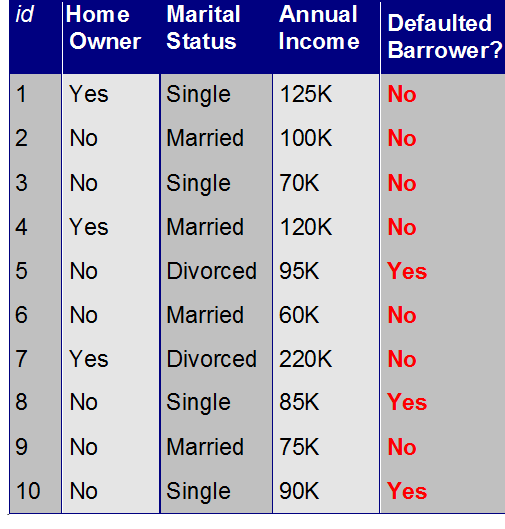 id Home Owner Marital Status Annual Income Defaulted Barrower?
1 Yes Single 125K No
2 No Married 100K No
3 No Single 70K No
4 Yes Married 120K No
5 No Divorced 95K Yes
6 No Married 60K No
7 Yes Divorced 220K No
8 No Single 85K Yes
9 No Married 75K No
10 No Single 90K Yes